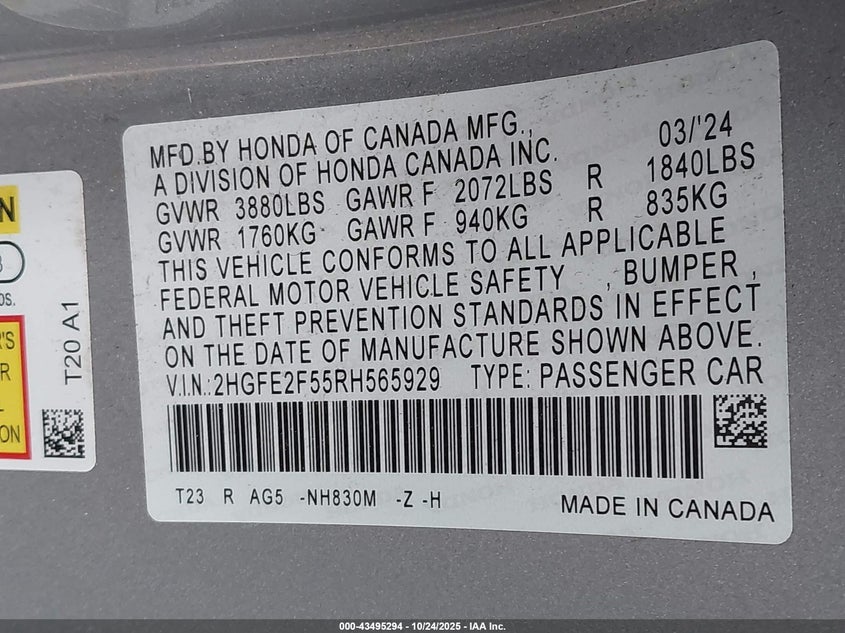 MFD.BY HONDA OF CANADA MFG., 03/'24
A DIVISION OF HONDA CANADA INC.
GVWR 3880LBS GAWR F 2072LBS R 1840LBS
GVWR 1760KG GAWR F 940KG R 835KG
THIS VEHICLE CONFORMS TO ALL APPLICABLE
FEDERAL MOTOR VEHICLE SAFETY , BUMPER ,
AND THEFT PREVENTION STANDARDS IN EFFECT
ON THE DATE OF MANUFACTURE SHOWN ABOVE.
V.I.N.:2HGFE2F55RH565929 TYPE: PASSENGER CAR
T23 R AG5 -NH830M -Z -H MADE IN CANADA
T20 A1
000-43495294 - 10/24/2025 - IAA Inc.